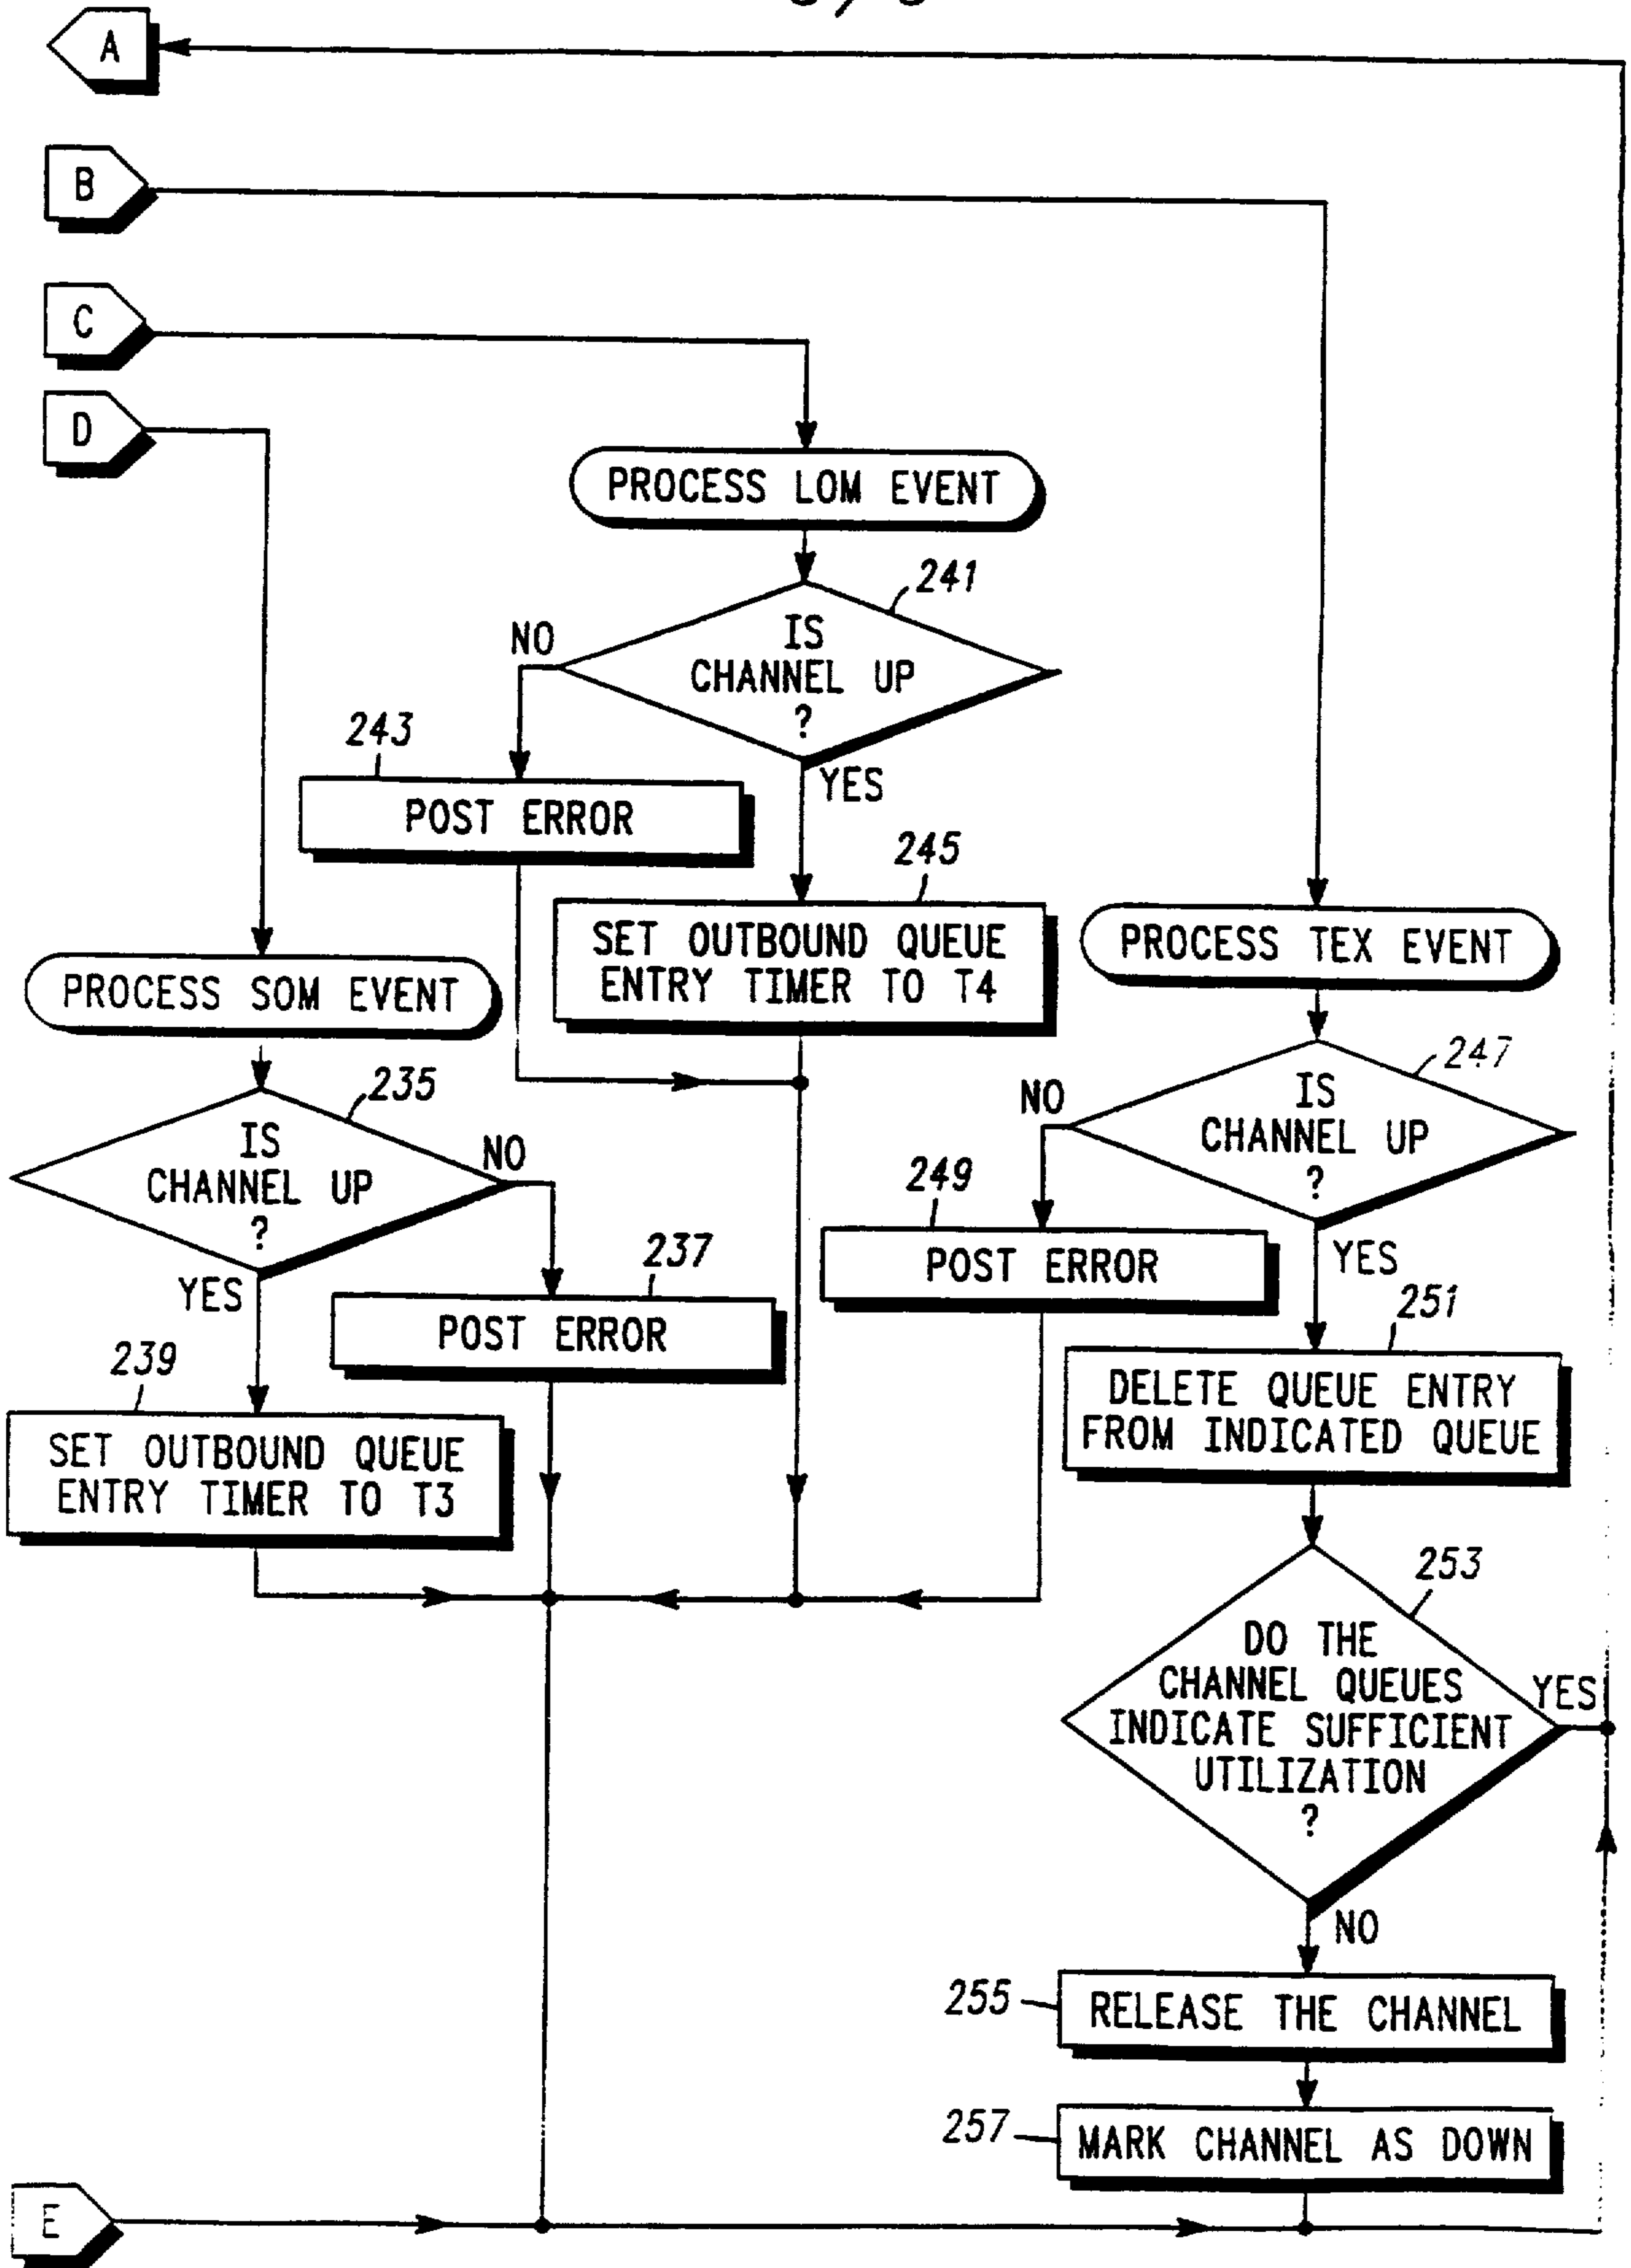 A
B
C
D
PROCESS LOM EVENT
241
IS
CHANNEL UP
?
NO
YES
243
POST ERROR
245
SET OUTBOUND QUEUE
ENTRY TIMER TO T4
PROCESS TEX EVENT
PROCESS SOM EVENT
247
IS
CHANNEL UP
?
NO
YES
235
IS
CHANNEL UP
?
NO
YES
249
POST ERROR
237
POST ERROR
251
DELETE QUEUE ENTRY
FROM INDICATED QUEUE
239
SET OUTBOUND QUEUE
ENTRY TIMER TO T3
253
DO THE
CHANNEL QUEUES
INDICATE SUFFICIENT
UTILIZATION
?
YES
NO
255
RELEASE THE CHANNEL
257
MARK CHANNEL AS DOWN
E